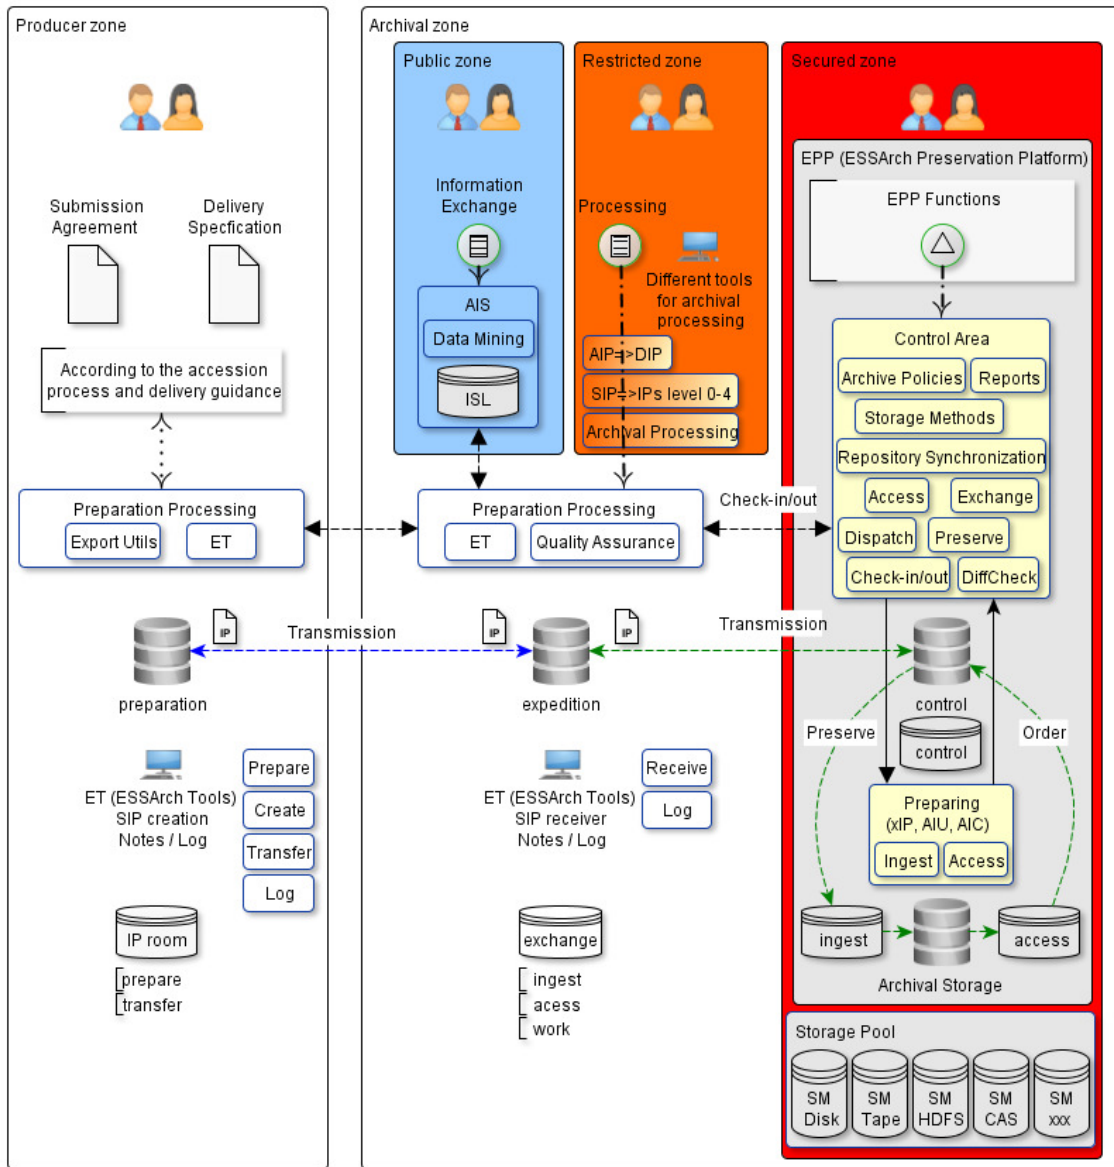 Producer zone
Submission
Agreement
Delivery
Specfication
According to the accession
process and delivery guidance
Preparation Processing
Export Utils
ET
IP
Transmission
preparation
ET (ESSArch Tools)
SIP creation
Notes / Log
Prepare
Create
Transfer
Log
IP room
prepare
transfer
Archival zone
Public zone
Information
Exchange
AIS
Data Mining
ISL
Restricted zone
Processing
Different tools
for archival
processing
AIP=>DIP
SIP=>IPs level 0-4
Archival Processing
Preparation Processing
ET
Quality Assurance
Check-in/out
IP
IP
Transmission
expedition
ET (ESSArch Tools)
SIP receiver
Notes / Log
Receive
Log
exchange
ingest
acess
work
Secured zone
EPP (ESSArch Preservation Platform)
EPP Functions
Control Area
Archive Policies
Reports
Storage Methods
Repository Synchronization
Access
Exchange
Dispatch
Preserve
Check-in/out
DiffCheck
control
Preserve
control
Order
Preparing
(xIP, AIU, AIC)
Ingest
Access
ingest
access
Archival Storage
Storage Pool
SM
Disk
SM
Tape
SM
HDFS
SM
CAS
SM
xxx